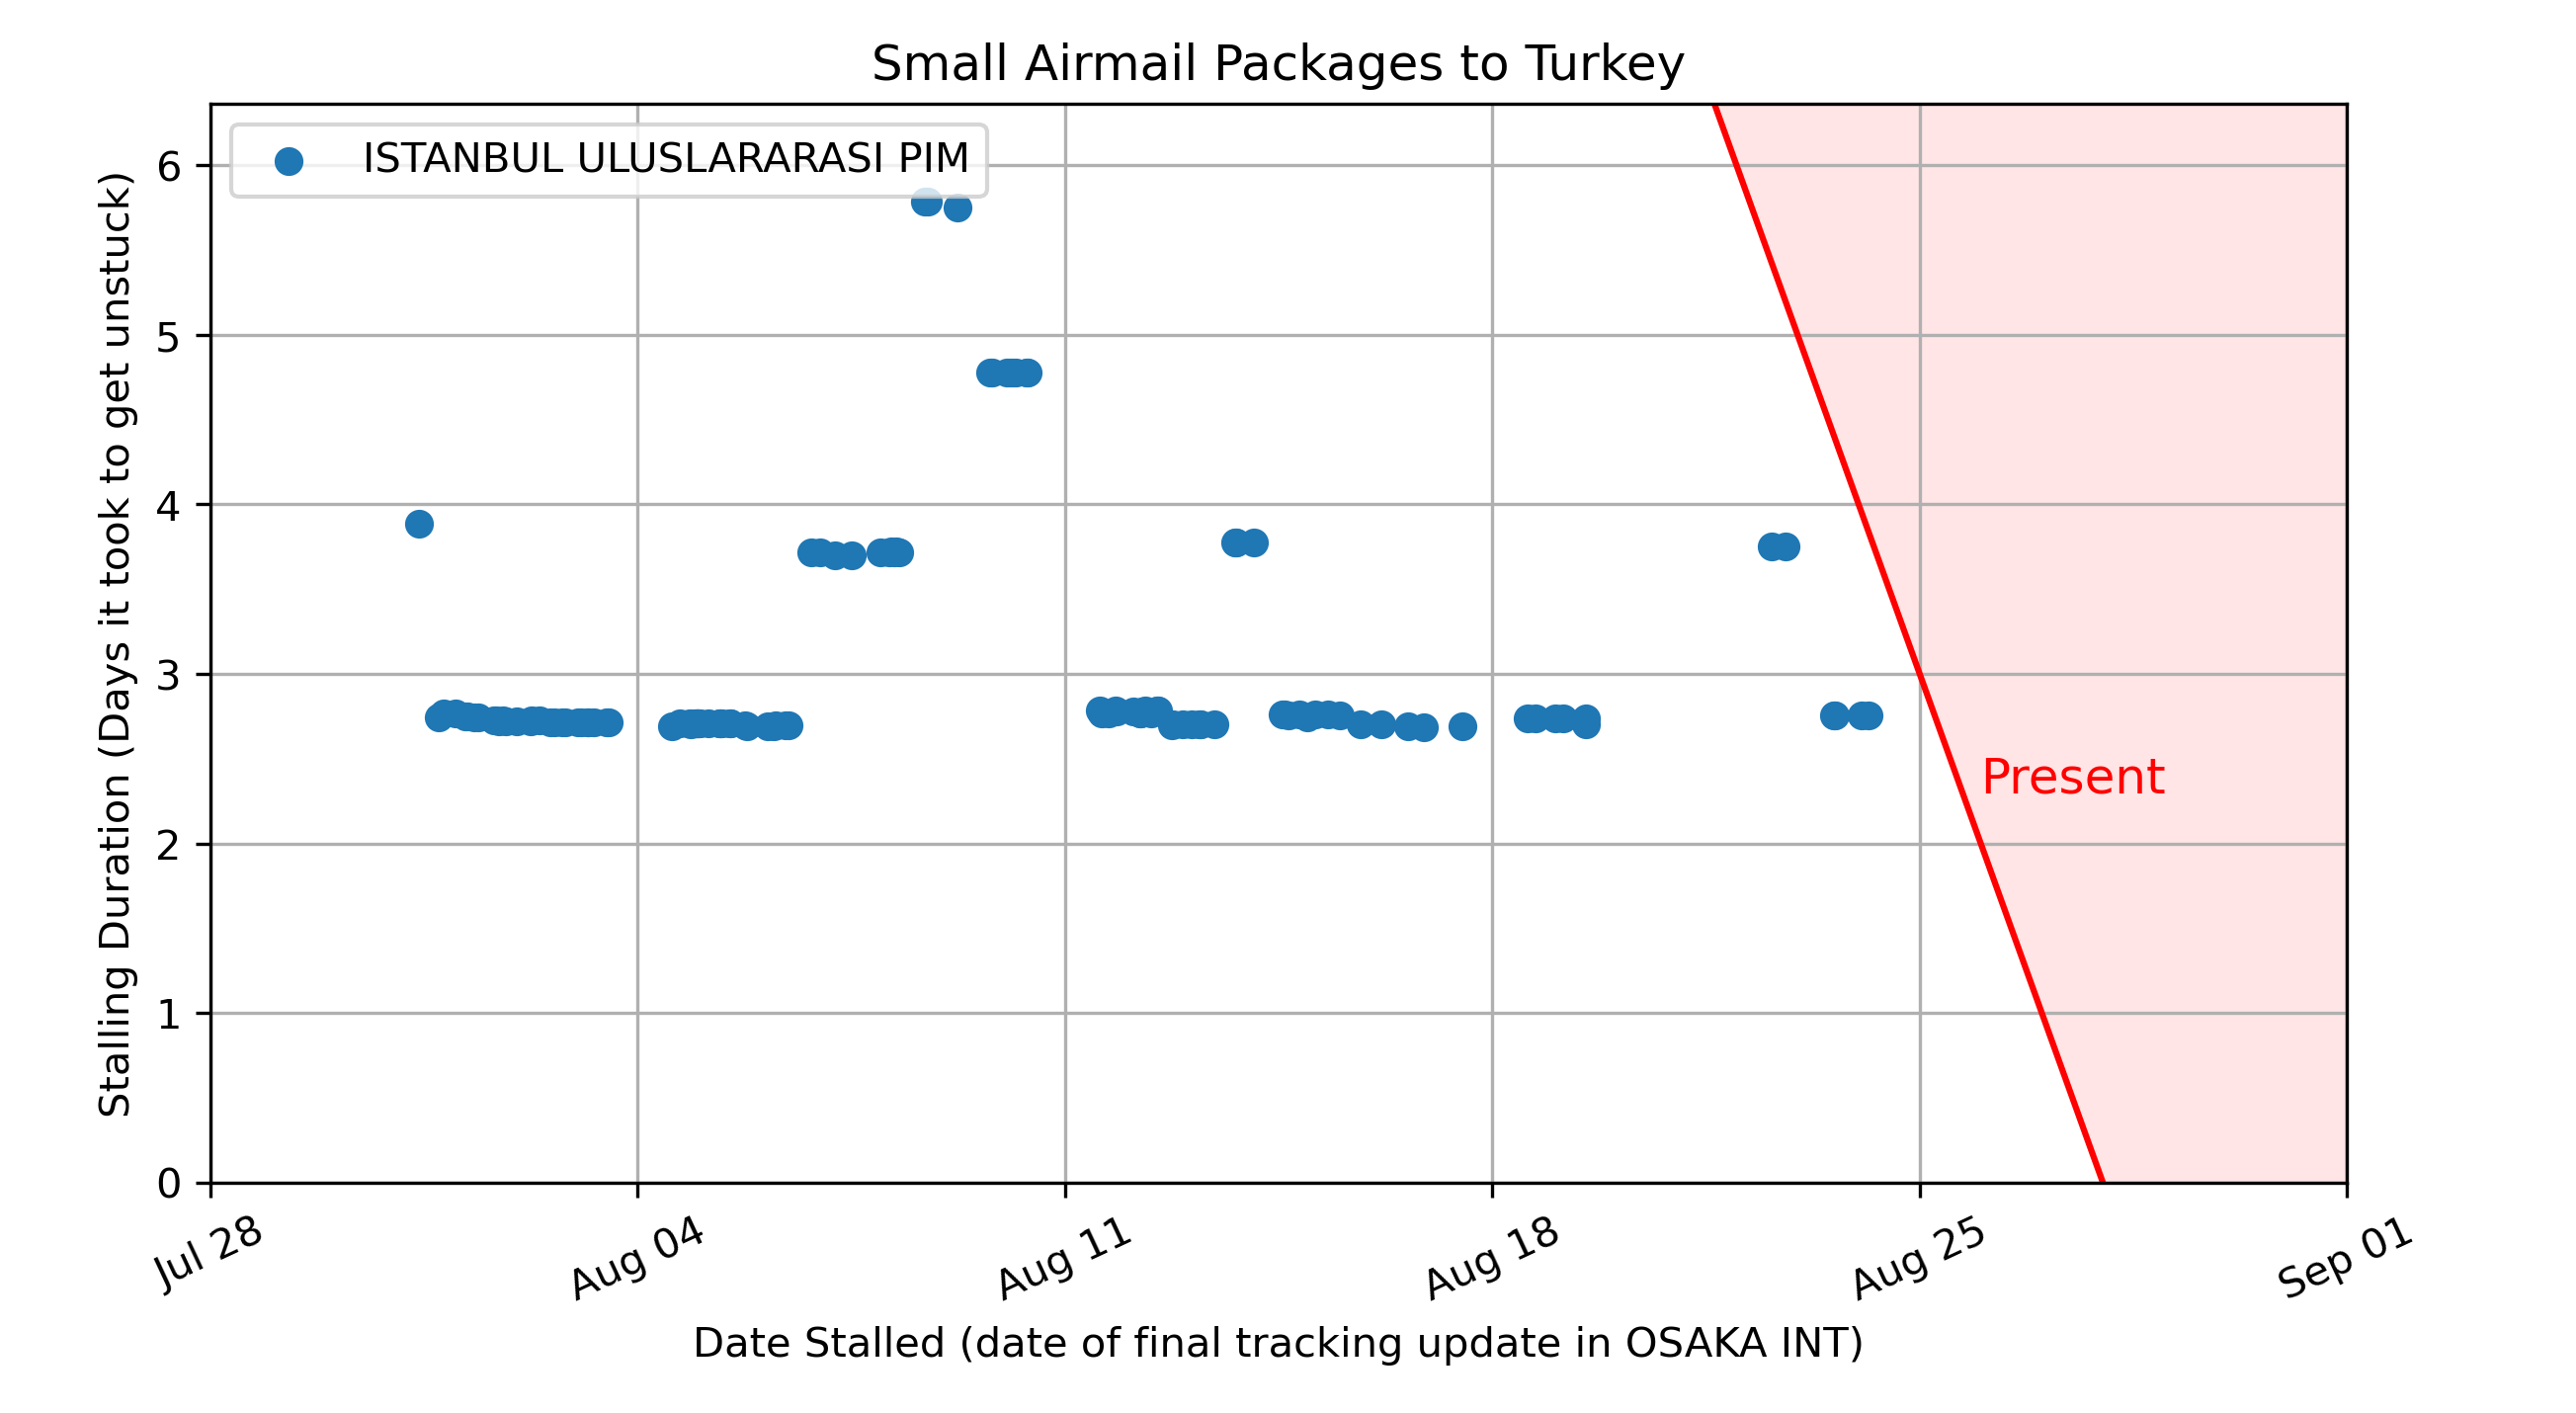 Small Airmail Packages to Turkey
ISTANBUL ULUSLARARASI PIM
Stalling Duration (Days it took to get unstuck)
6
5
4
3
2
1
0
Present
Jul 28
Aug 04
Aug 11
Aug 18
Aug 25
Sep 01
Date Stalled (date of final tracking update in OSAKA INT)